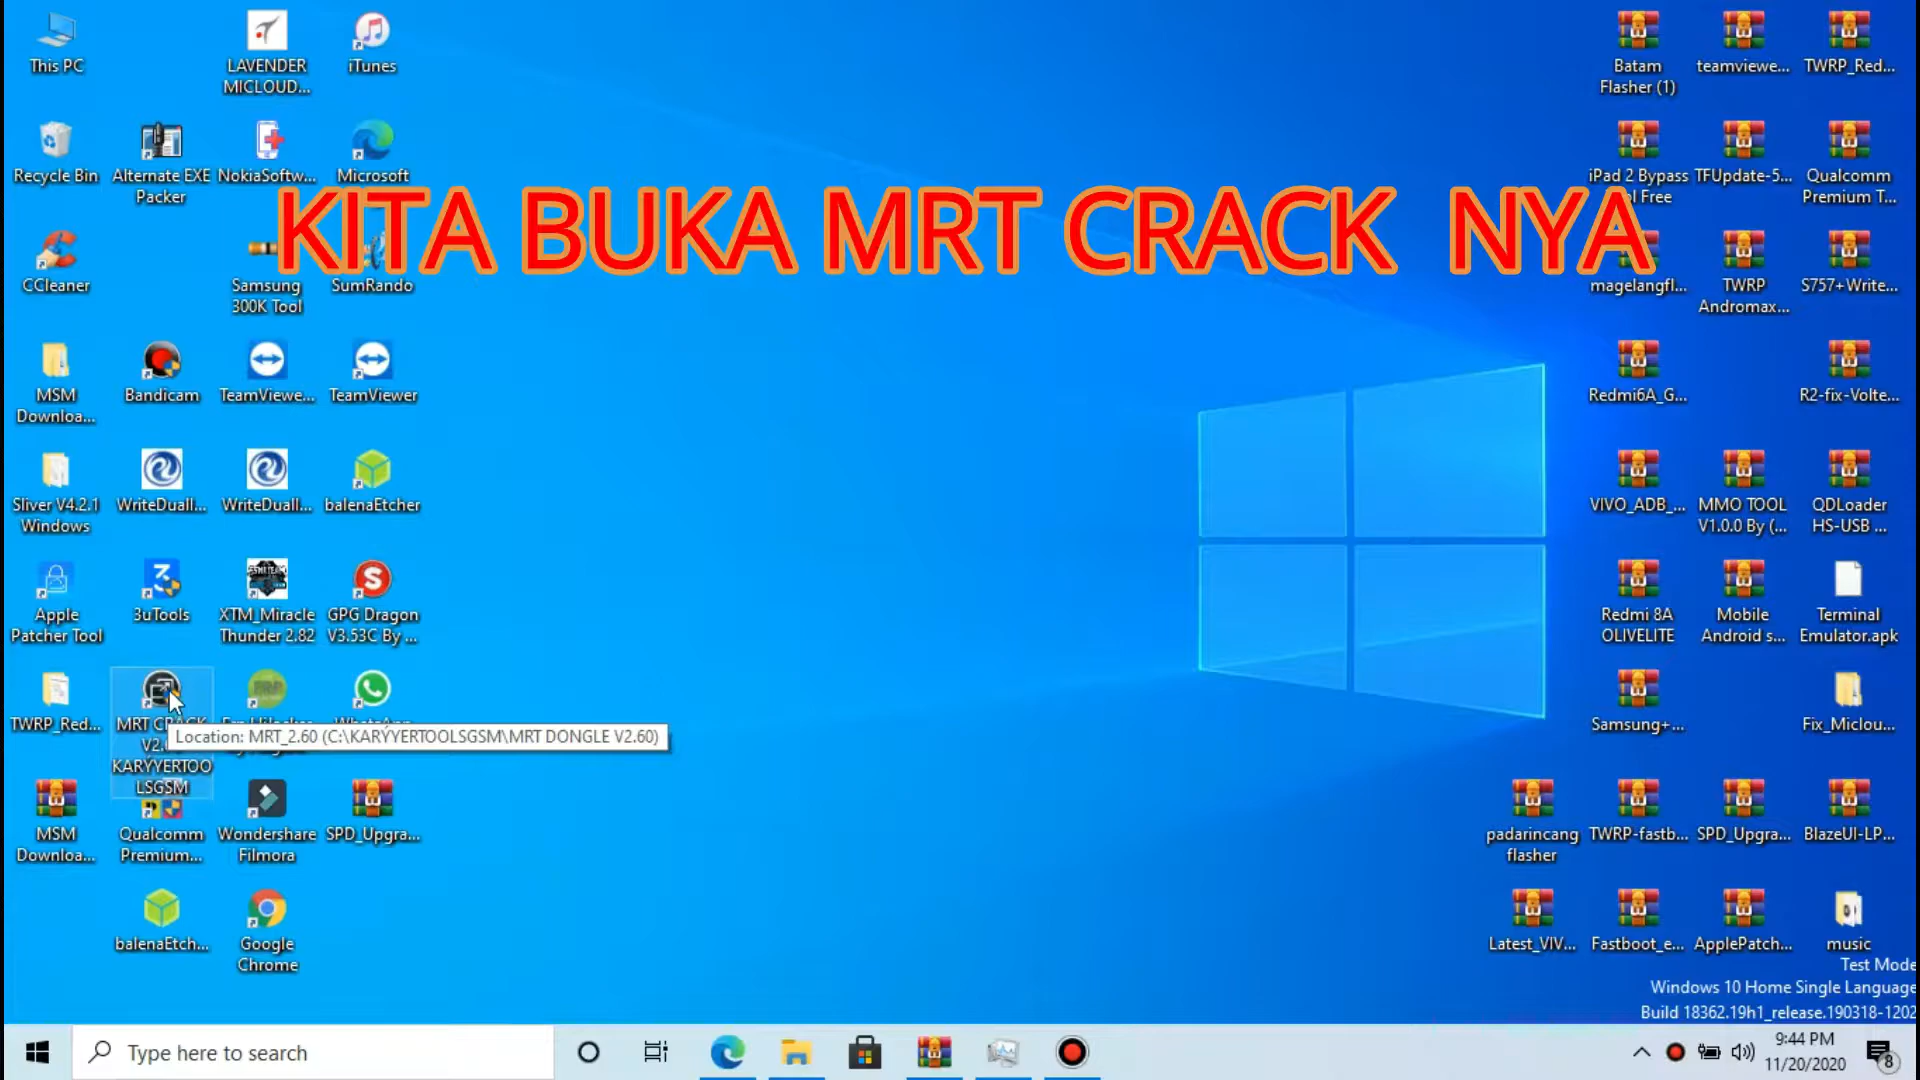 This PC
LAVENDER
MICLOUD...
iTunes
Batam
Flasher (1)
teamviewe...
TWRP_Red...
Recycle Bin
Alternate EXE
Packer
NokiaSoftw...
Microsoft
iPad 2 Bypass
Free
TFUpdate-5...
Qualcomm
Premium T...
KITA BUKA MRT CRACK NYA
CCleaner
Samsung
300K Tool
SumRando
magelangfl...
TWRP
Andromax...
S757+Write...
MSM
Downloa...
Bandicam
TeamViewe...
TeamViewer
Redmi6A_G...
R2-fix-Volte...
Sliver V4.2.1
Windows
WriteDuall...
WriteDuall...
balenaEtcher
VIVO_ADB_...
MMO TOOL
V1.0.0 By (...
QDLoader
HS-USB ...
Apple
Patcher Tool
3uTools
XTM_Miracle
Thunder 2.82
GPG Dragon
V3.53C By ...
Redmi 8A
OLIVELITE
Mobile
Android s...
Terminal
Emulator.apk
TWRP_Red...
MRT CRACK
KARYYERTOO
LSGSM
WhatsApp
Location: MRT_2.60 (C:\KARYYERTOOLSGSM\MRT DONGLE V2.60)
Samsung+...
Fix_Miclou...
MSM
Downloa...
Qualcomm
Premium...
Wondershare
Filmora
SPD_Upgra...
padarincang
flasher
TWRP-fastb...
SPD_Upgra...
BlazeUI-LP...
balenaEtch...
Google
Chrome
Latest_VIV...
Fastboot_e...
ApplePatch...
music
Test Mode
Windows 10 Home Single Language
Build 18362.19h1_release.190318-1202
Type here to search
9:44 PM
11/20/2020
8